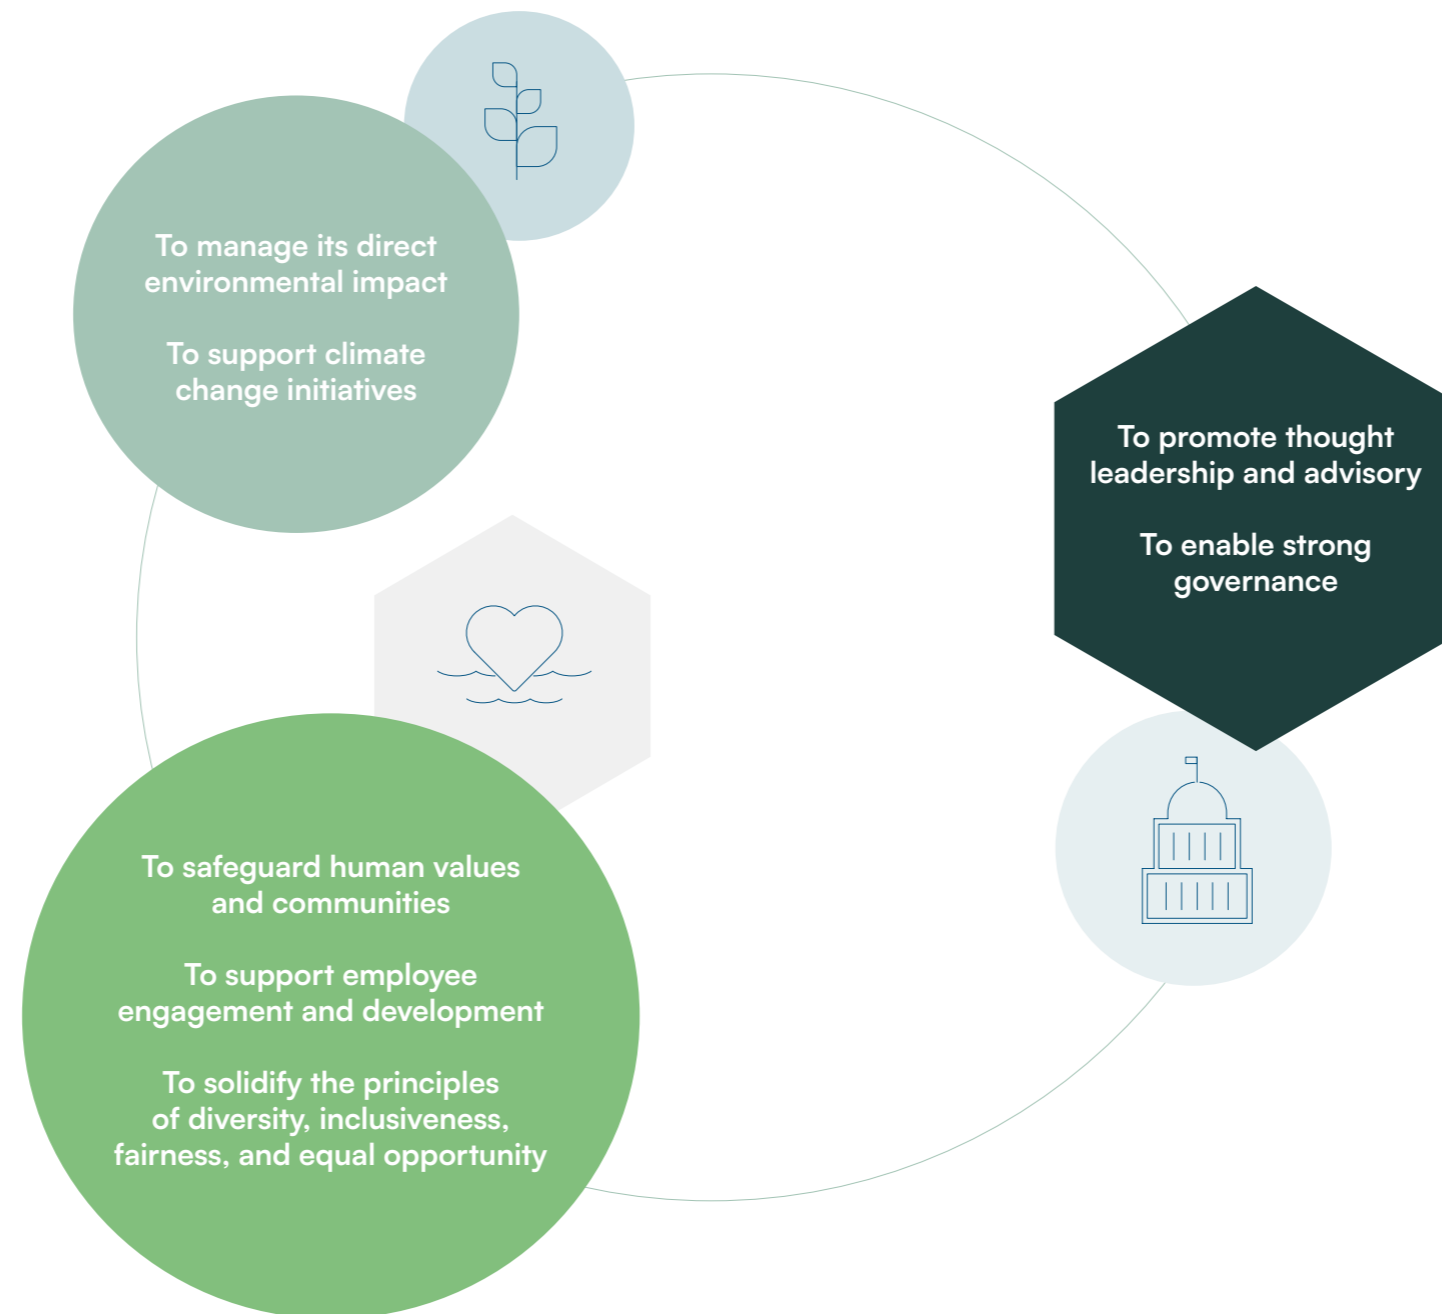 To manage its direct
environmental impact
To support climate
change initiatives
To promote thought
leadership and advisory
To enable strong
governance
To safeguard human values
and communities
To support employee
engagement and development
To solidify the principles
of diversity, inclusiveness,
fairness, and equal opportunity